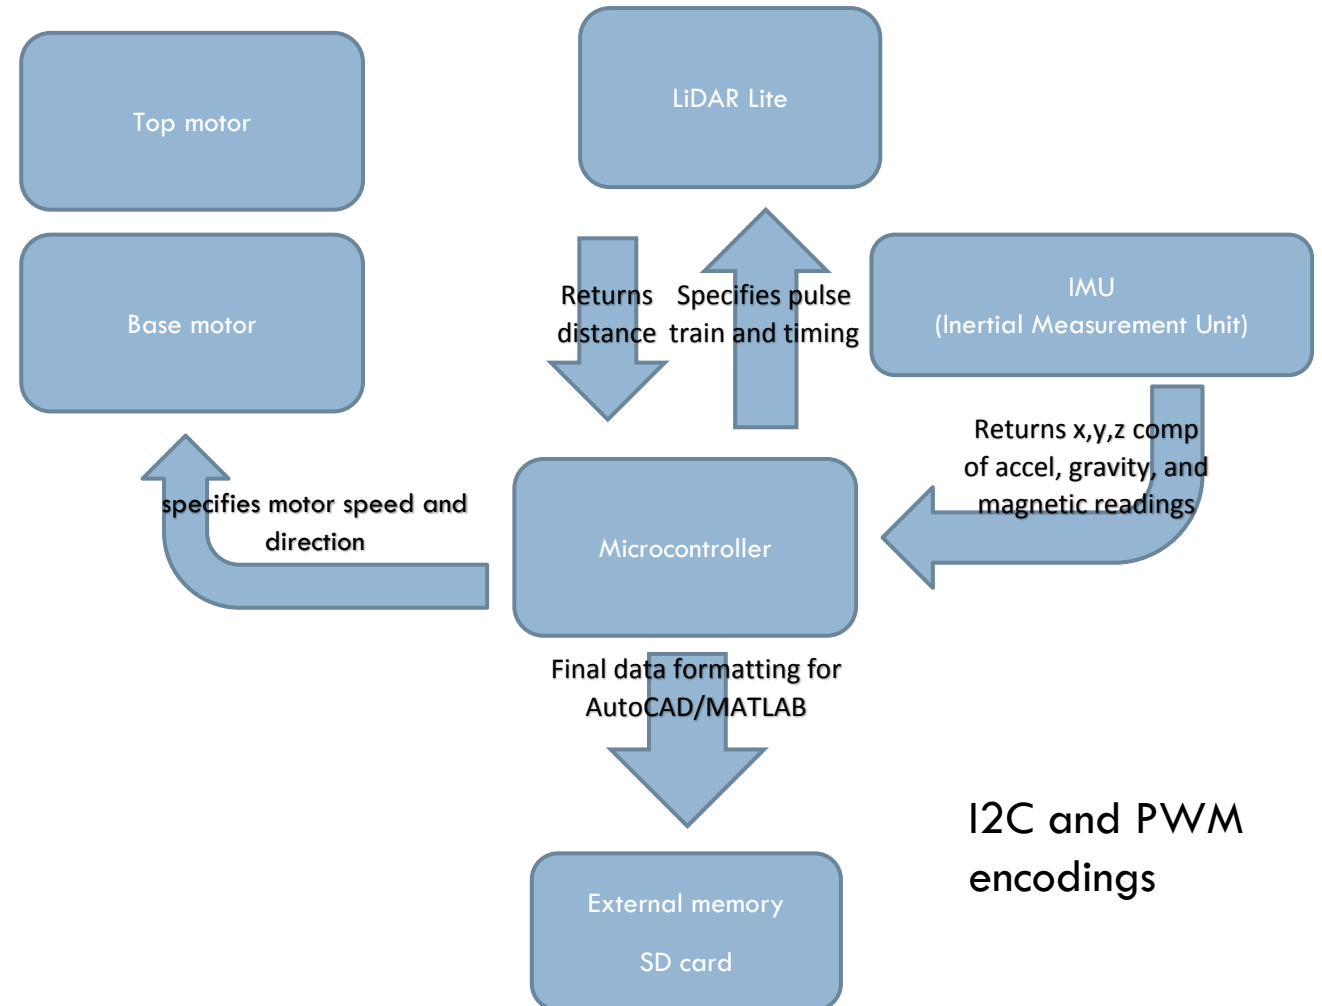 Top motor
LiDAR Lite
Base motor
IMU
(Inertial Measurement Unit)
Returns
distance
Specifies pulse
train and timing
Returns x,y,z comp
of accel, gravity, and
magnetic readings
specifies motor speed and
direction
Microcontroller
Final data formatting for
AutoCAD/MATLAB
I2C and PWM
encodings
External memory
SD card